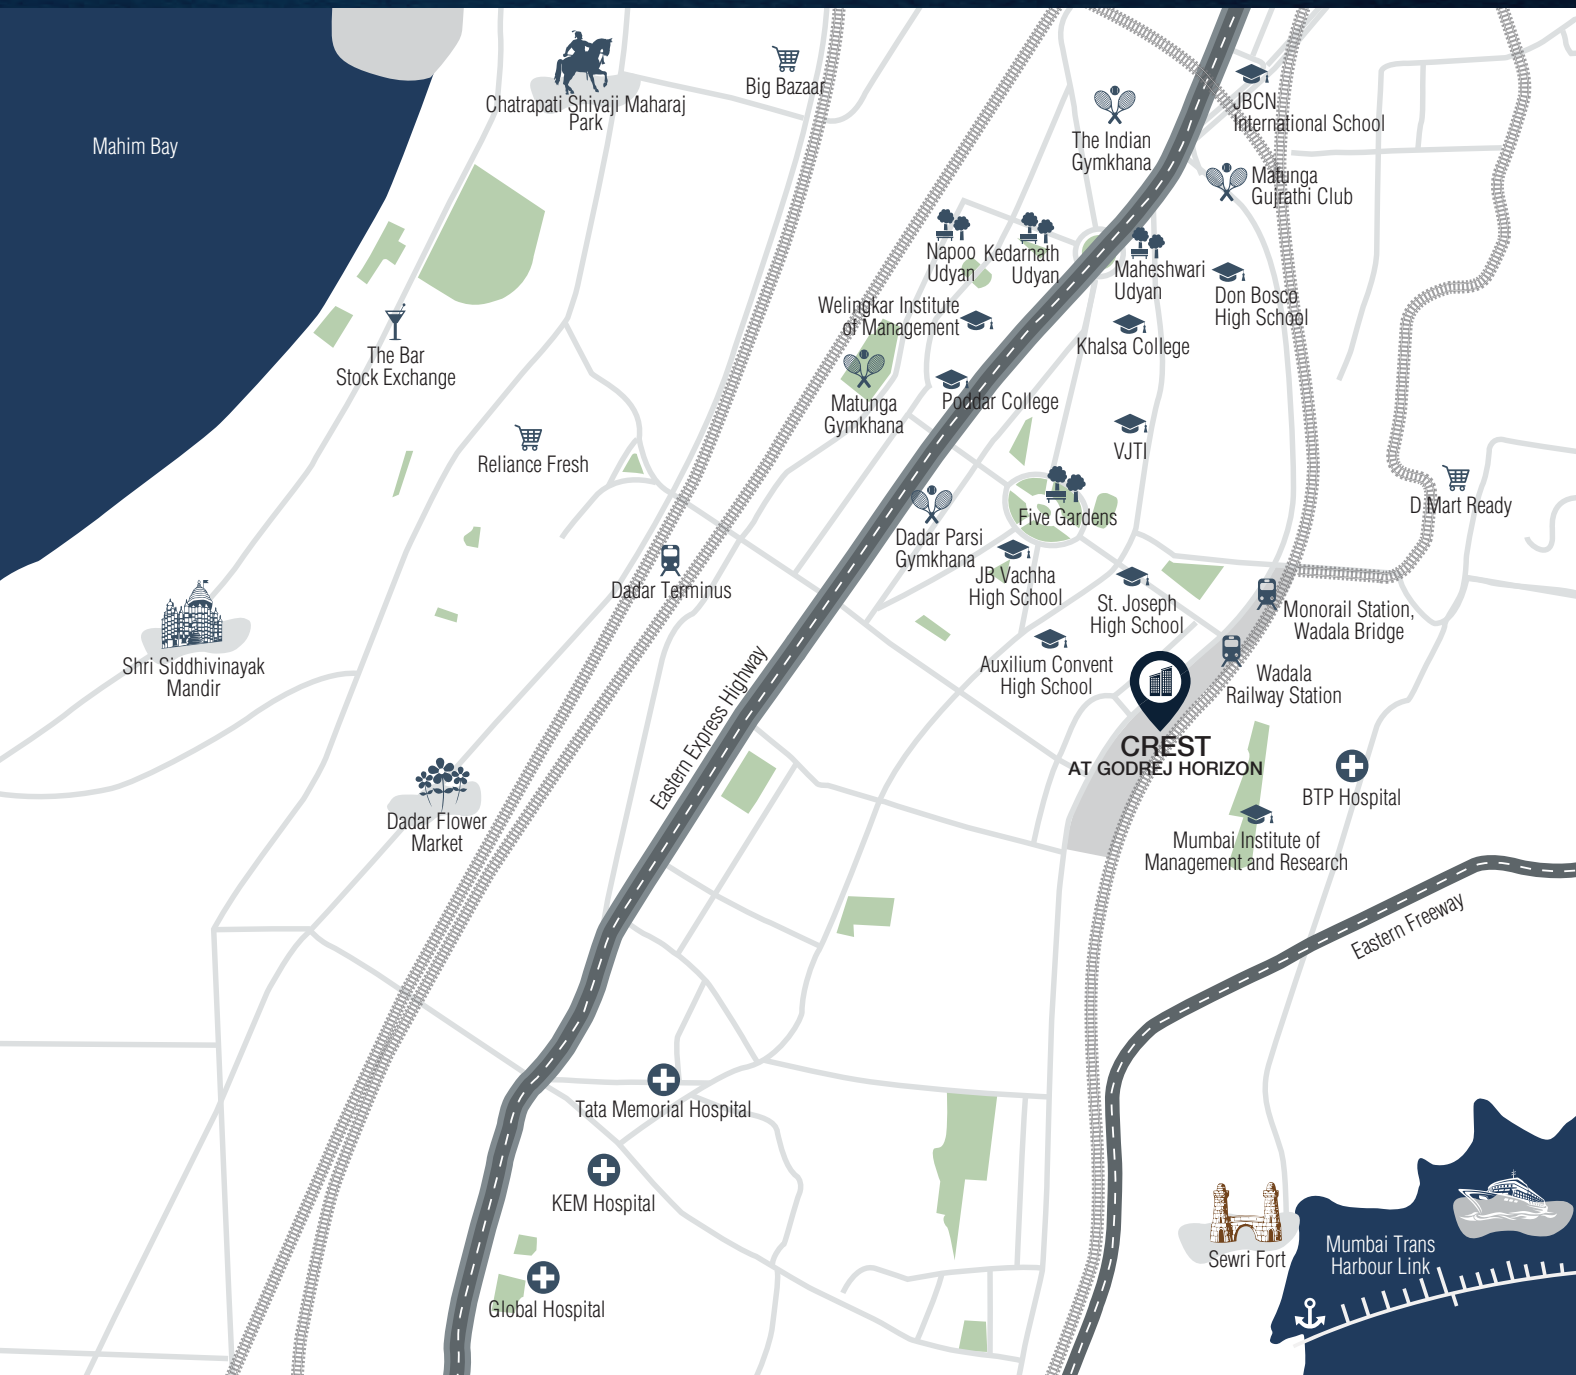 Mahim Bay
Chatrapati Shivaji Maharaj
Park
Big Bazaar
The Indian
Gymkhana
JBCN
International School
Matunga
Gujrathi Club
Napoo
Udyan
Kedarnath
Udyan
Maheshwari
Udyan
Don Bosco
High School
Welingkar Institute
of Management
Khalsa College
The Bar
Stock Exchange
Matunga
Gymkhana
Poddar College
VJTI
Reliance Fresh
D Mart Ready
Five Gardens
Dadar Parsi
Gymkhana
JB Vachha
High School
Dadar Terminus
St. Joseph
High School
Monorail Station,
Wadala Bridge
Shri Siddhivinayak
Mandir
Auxilium Convent
High School
Wadala
Railway Station
Eastern Express Highway
CREST
AT GODREJ HORIZON
BTP Hospital
Dadar Flower
Market
Mumbai Institute of
Management and Research
Eastern Freeway
Tata Memorial Hospital
KEM Hospital
Sewri Fort
Mumbai Trans
Harbour Link
Global Hospital